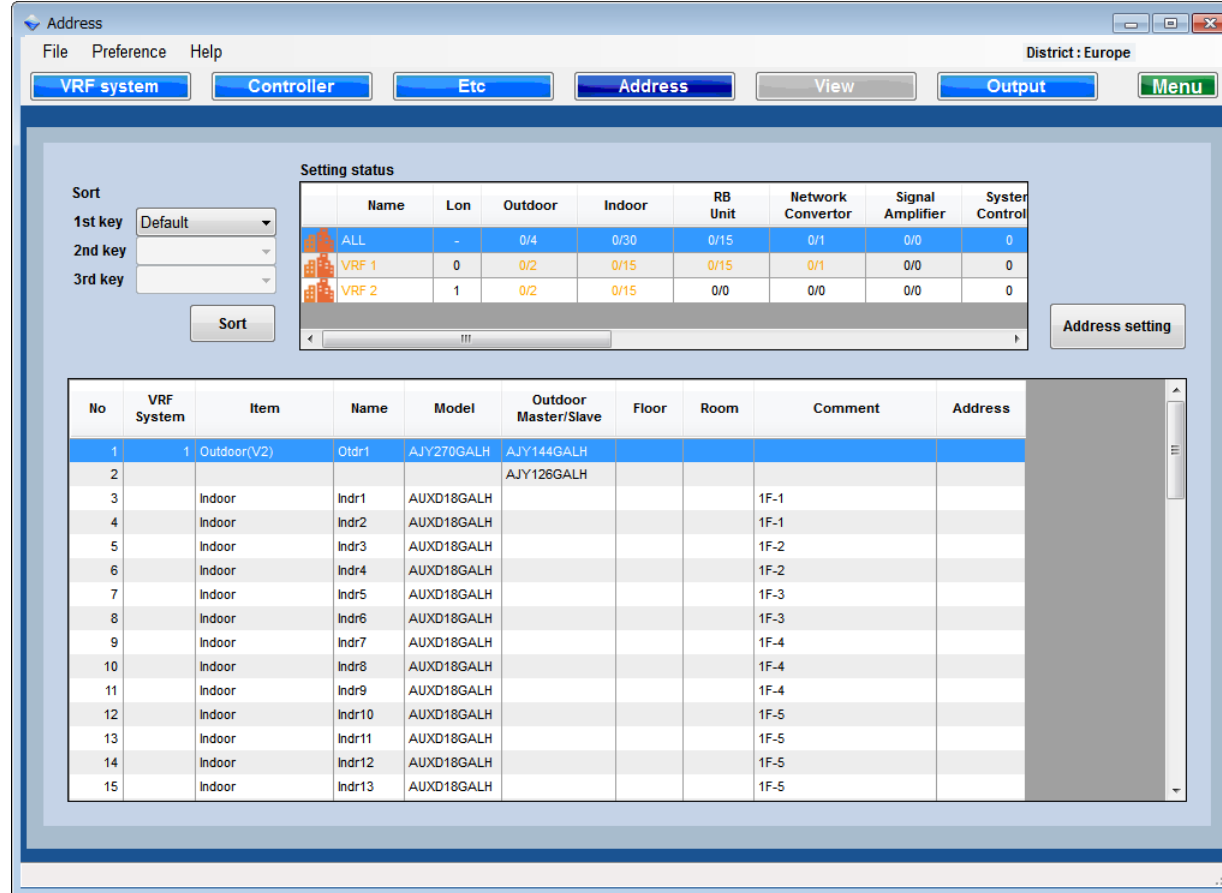 Address
File Preference Help District : Europe
VRF system Controller Etc Address View Output Menu
Setting status
Sort
1st key Default
2nd key
3rd key
Sort
Name Lon Outdoor Indoor RB Unit Network Convertor Signal Amplifier Syster Control
ALL - 0/4 0/30 0/15 0/1 0/0 0
VRF 1 0 0/2 0/15 0/15 0/1 0/0 0
VRF 2 1 0/2 0/15 0/0 0/0 0/0 0
Address setting
No VRF System Item Name Model Outdoor Master/Slave Floor Room Comment Address
1 1 Outdoor(V2) Otdr1 AJY270GALH AJY144GALH
2 AJY126GALH
3 Indoor Indr1 AUXD18GALH 1F-1
4 Indoor Indr2 AUXD18GALH 1F-1
5 Indoor Indr3 AUXD18GALH 1F-2
6 Indoor Indr4 AUXD18GALH 1F-2
7 Indoor Indr5 AUXD18GALH 1F-3
8 Indoor Indr6 AUXD18GALH 1F-3
9 Indoor Indr7 AUXD18GALH 1F-4
10 Indoor Indr8 AUXD18GALH 1F-4
11 Indoor Indr9 AUXD18GALH 1F-4
12 Indoor Indr10 AUXD18GALH 1F-5
13 Indoor Indr11 AUXD18GALH 1F-5
14 Indoor Indr12 AUXD18GALH 1F-5
15 Indoor Indr13 AUXD18GALH 1F-5